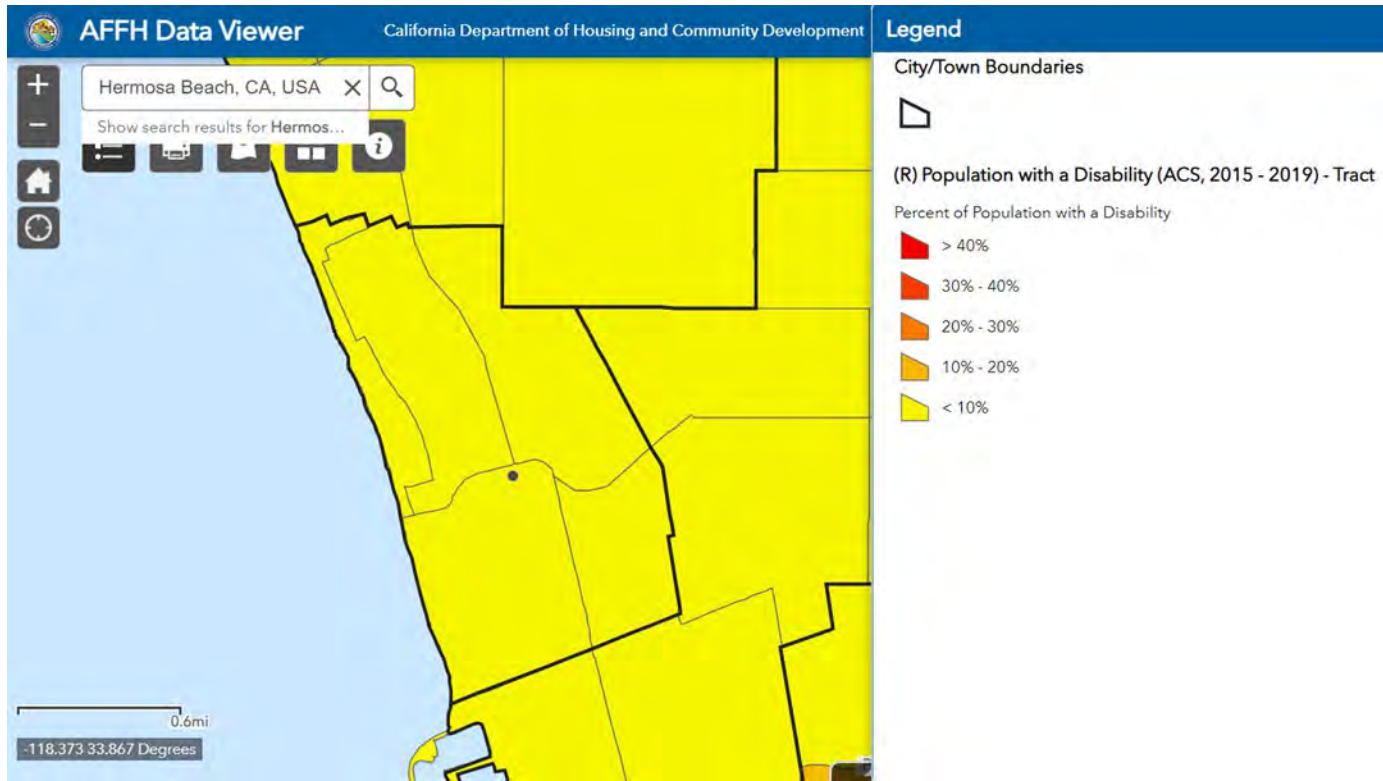 AFFH Data Viewer
California Department of Housing and Community Development
Legend
+
Hermosa Beach, CA, USA
Show search results for Hermos...
−
City/Town Boundaries
(R) Population with a Disability (ACS, 2015 - 2019) - Tract
Percent of Population with a Disability
> 40%
30% - 40%
20% - 30%
10% - 20%
< 10%
0.6mi
-118.373 33.867 Degrees